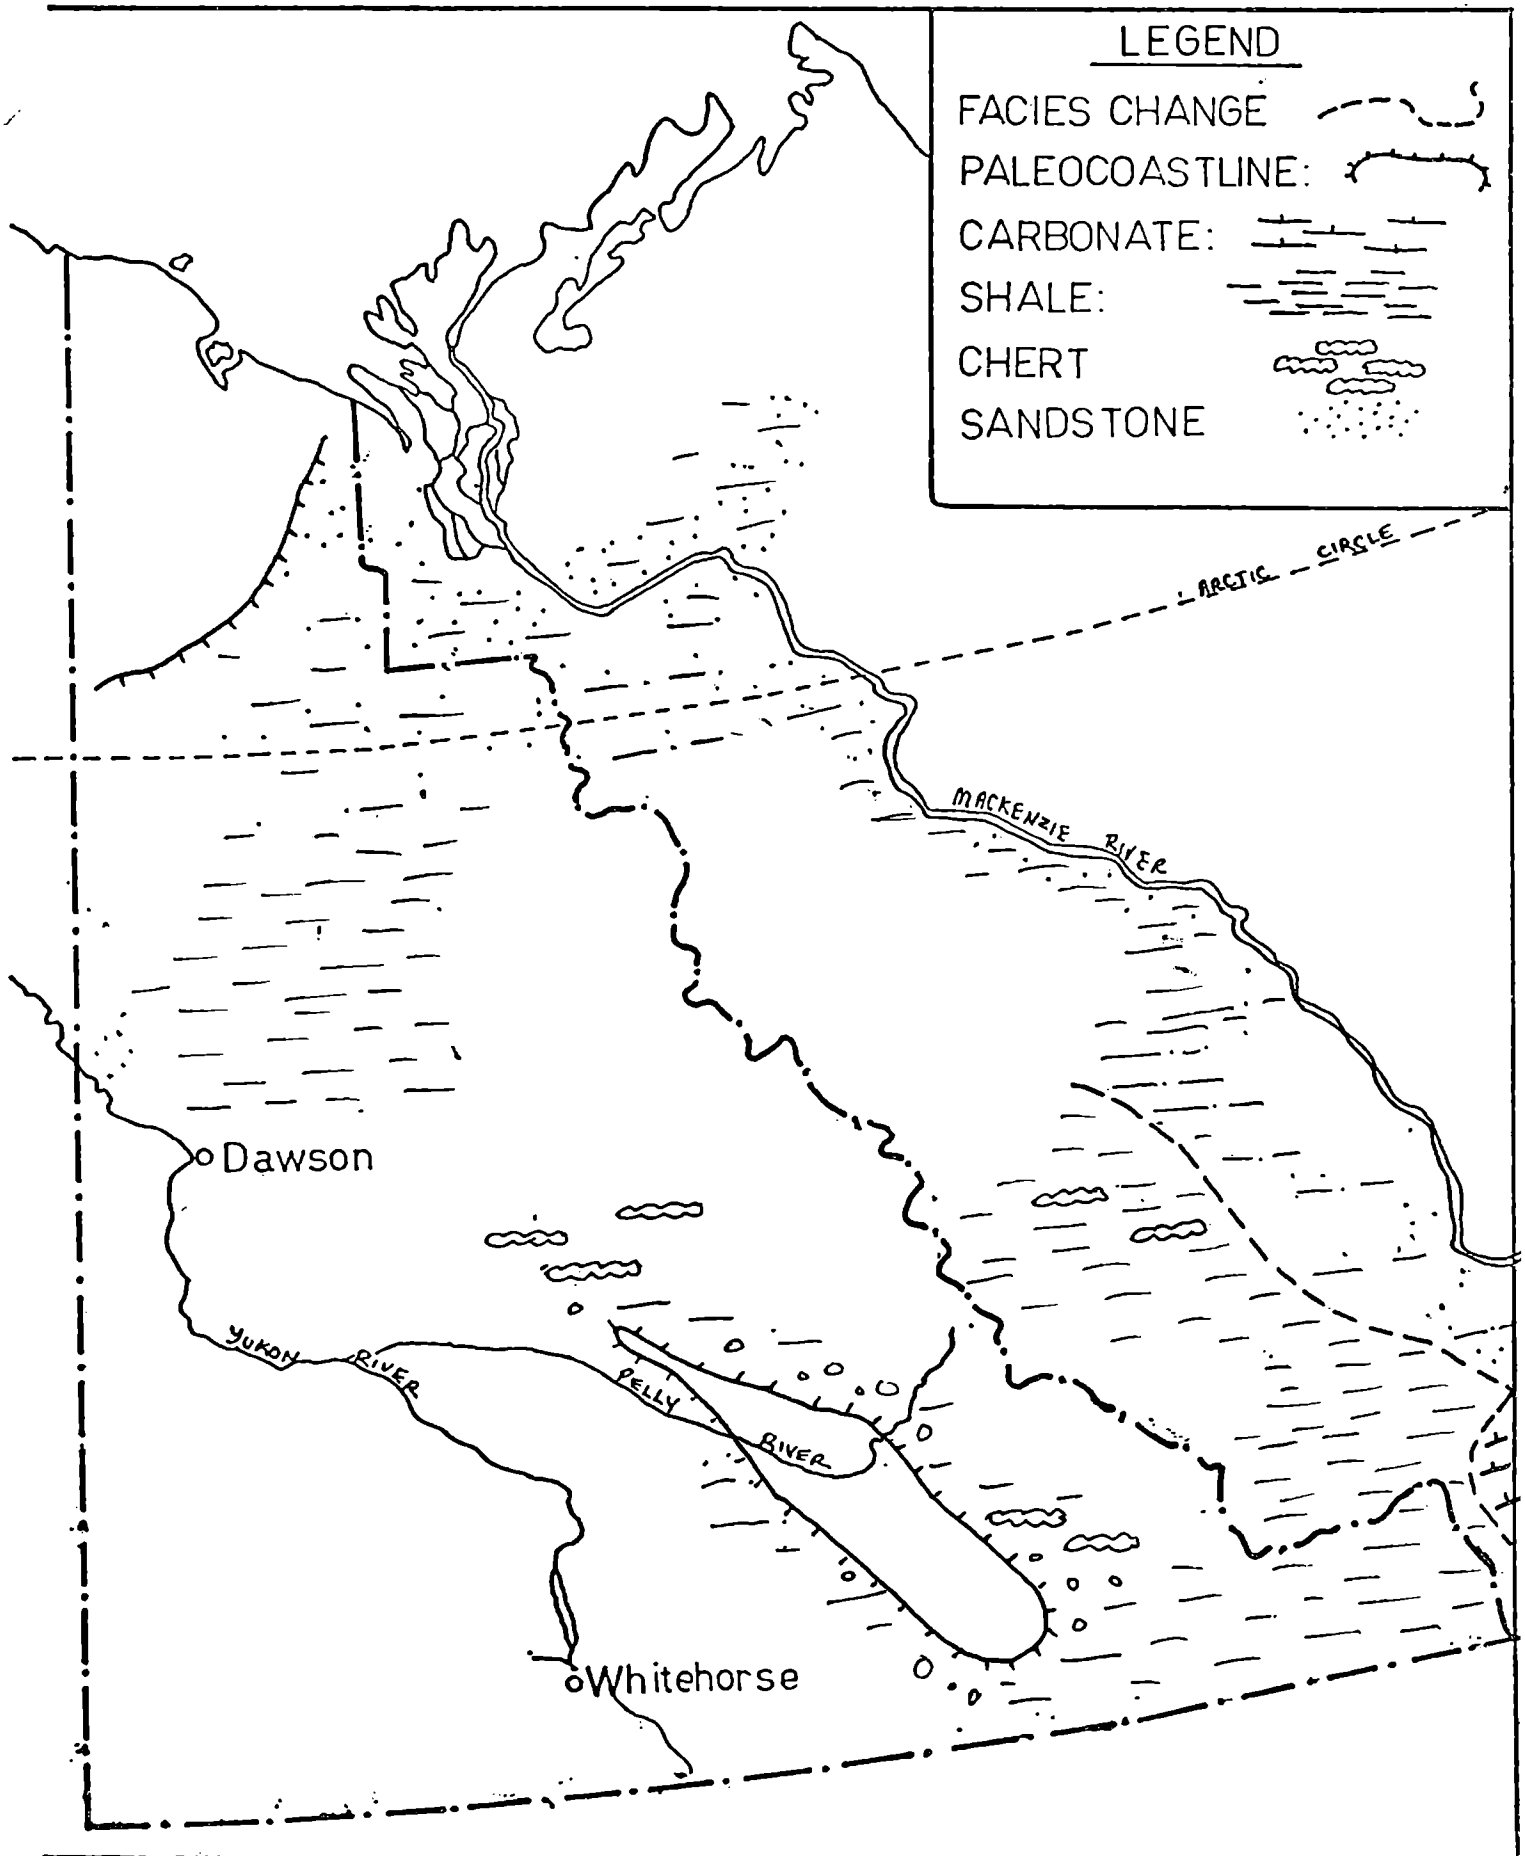 LEGEND
FACIES CHANGE
PALEOCOASTLINE:
CARBONATE:
SHALE:
CHERT
SANDSTONE
ARCTIC CIRCLE
MACKENZIE RIVER
Dawson
YUKON RIVER
PELLY RIVER
Whitehorse